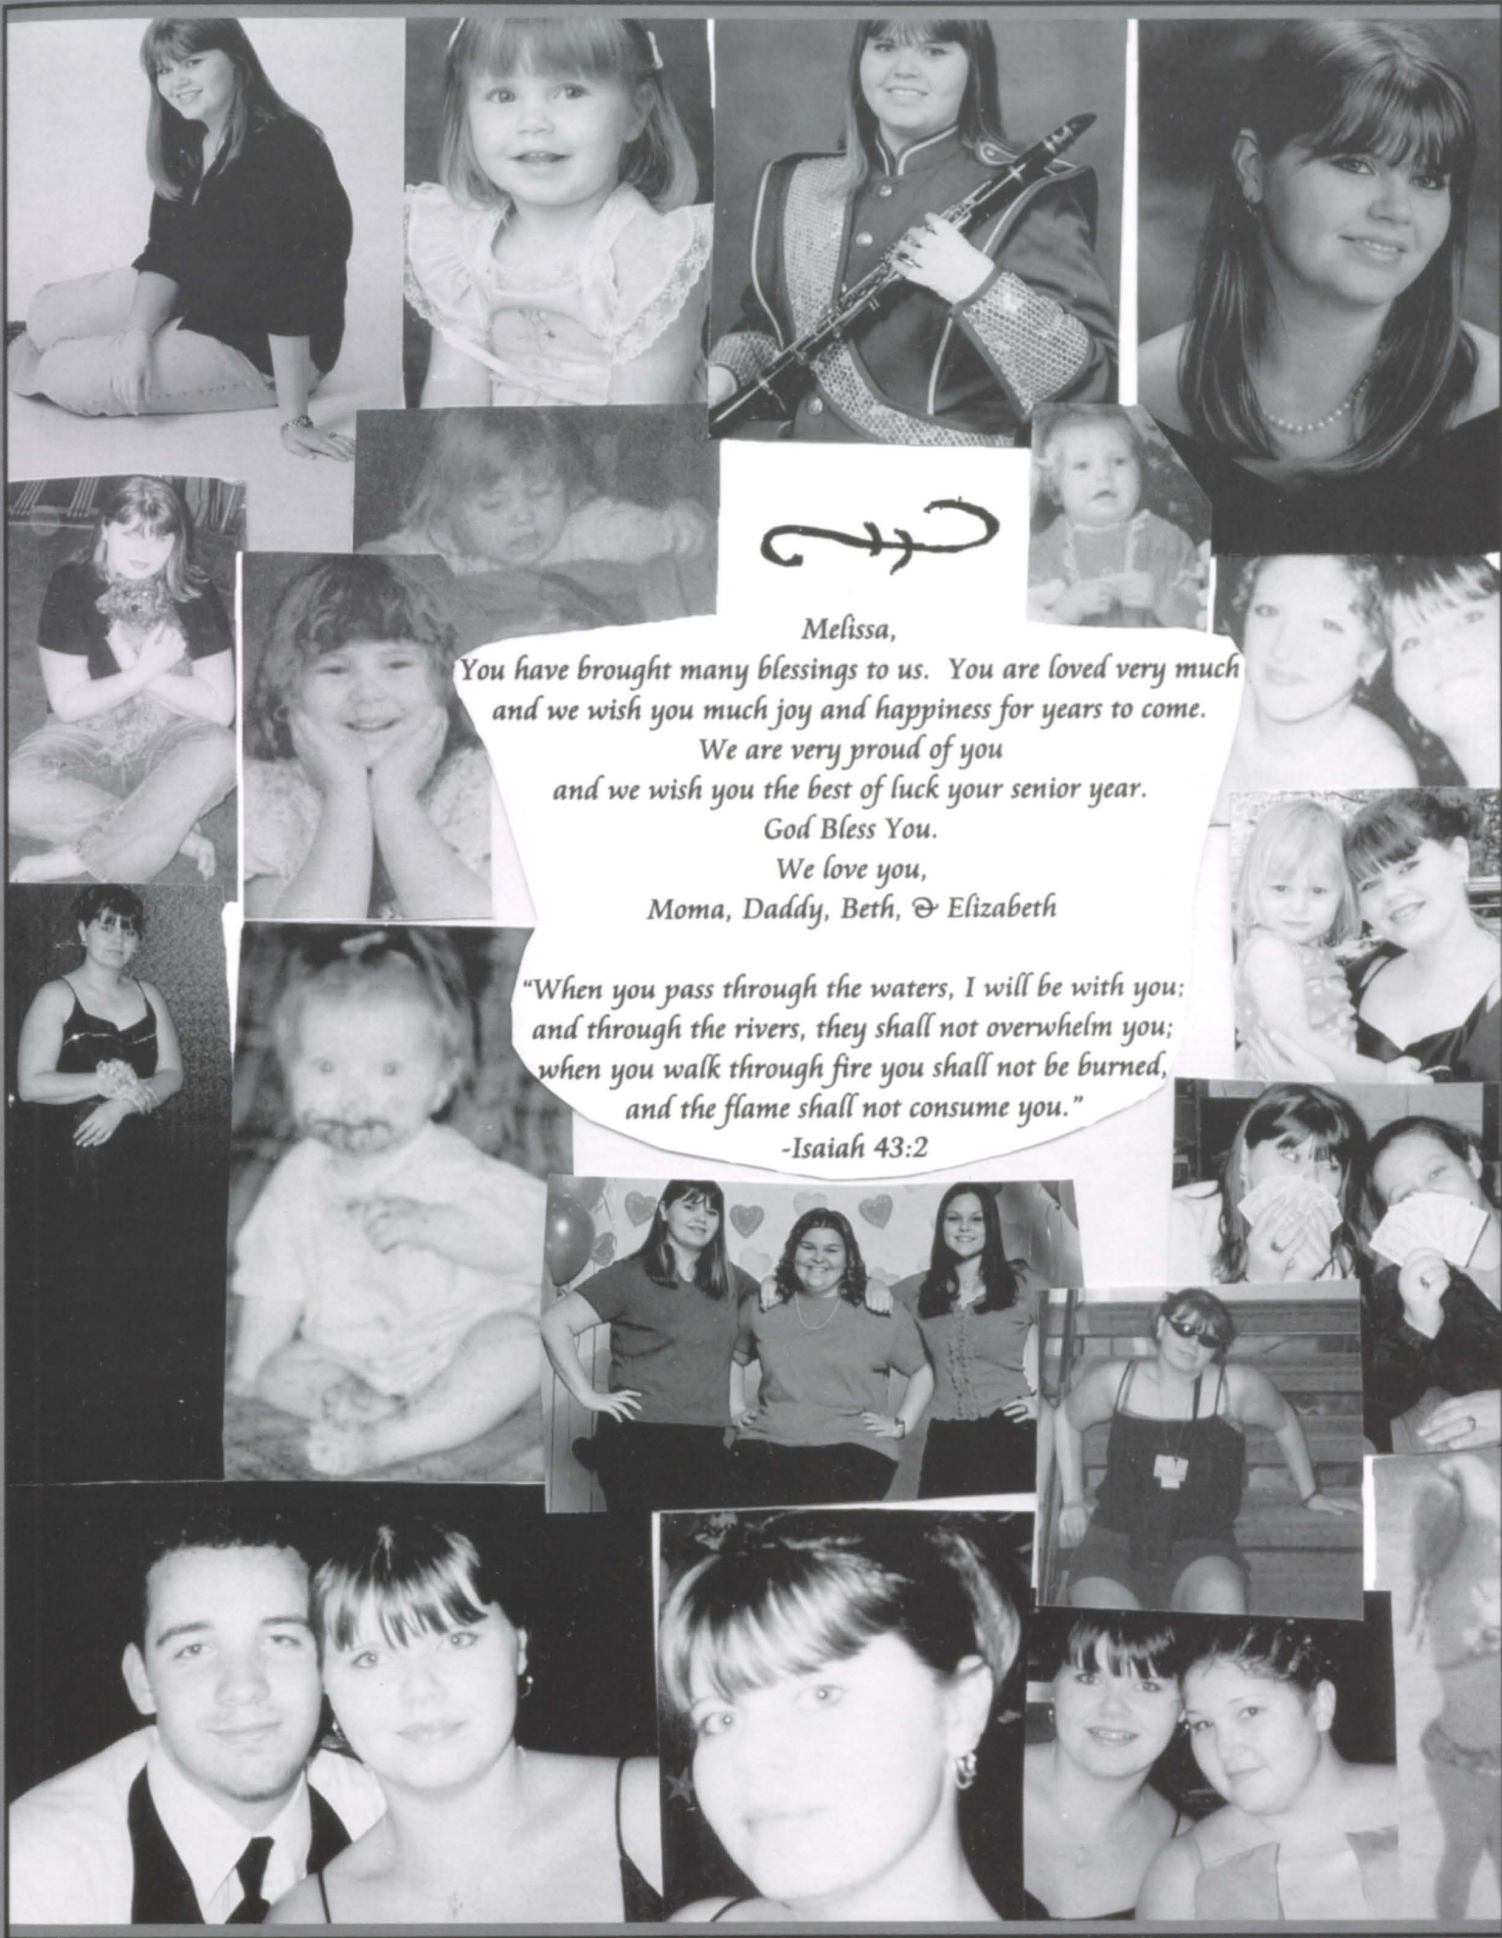 Melissa,
You have brought many blessings to us. You are loved very much
and we wish you much joy and happiness for years to come.
We are very proud of you
and we wish you the best of luck your senior year.
God Bless You.
We love you,
Moma, Daddy, Beth, & Elizabeth
“When you pass through the waters, I will be with you;
and through the rivers, they shall not overwhelm you;
when you walk through fire you shall not be burned,
and the flame shall not consume you.”
-Isaiah 43:2